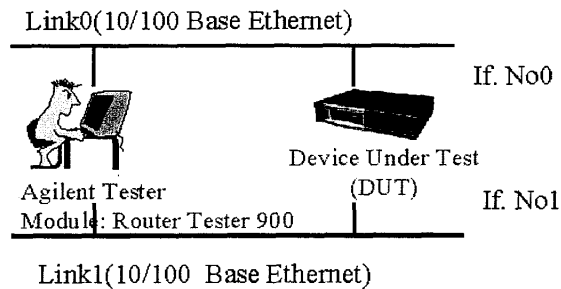 Link0(10/100 Base Ethernet)
If. No0
Device Under Test
(DUT)
Agilent Tester
Module: Router Tester 900
If. No1
Link1(10/100 Base Ethernet)